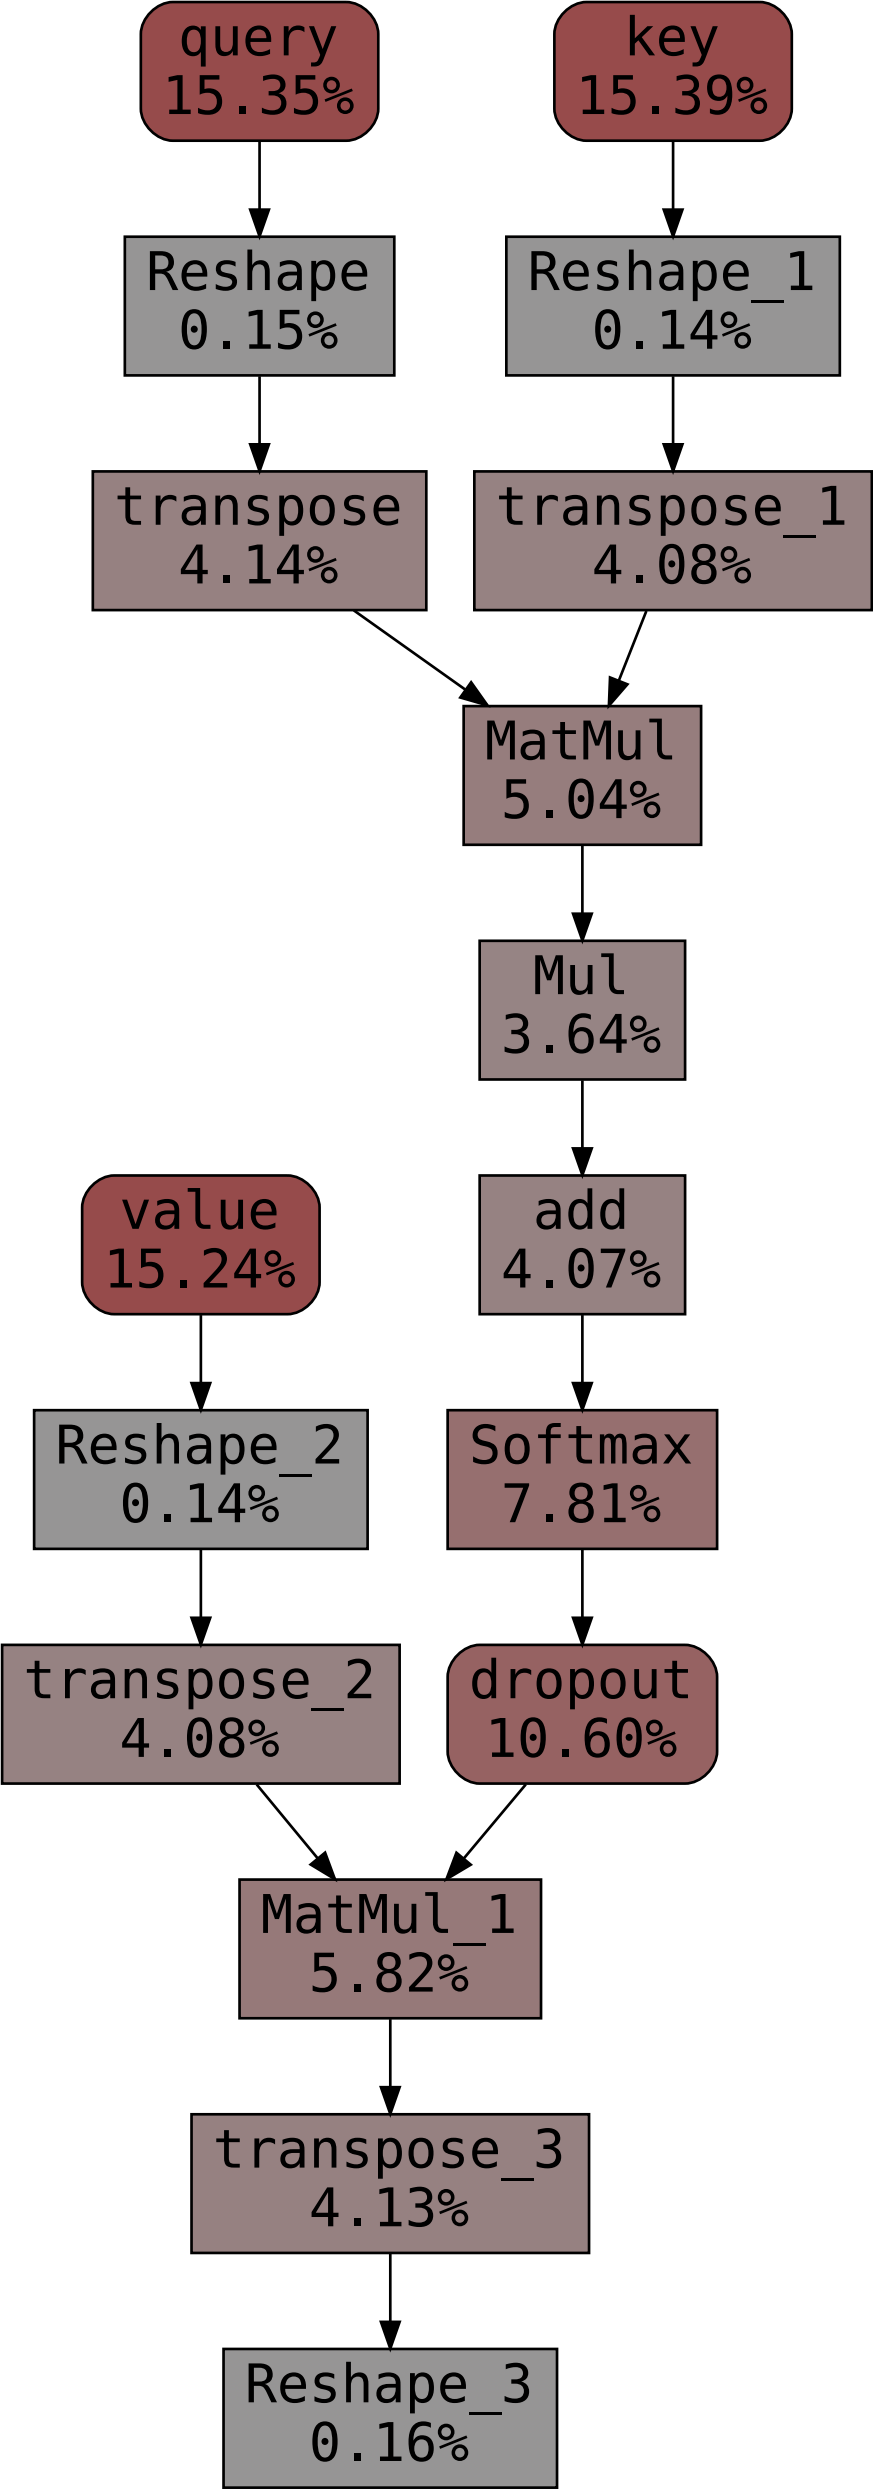 query
15.35%
key
15.39%
Reshape
0.15%
Reshape_1
0.14%
transpose
4.14%
transpose_1
4.08%
MatMul
5.04%
Mul
3.64%
add
4.07%
value
15.24%
Reshape_2
0.14%
Softmax
7.81%
transpose_2
4.08%
dropout
10.60%
MatMul_1
5.82%
transpose_3
4.13%
Reshape_3
0.16%